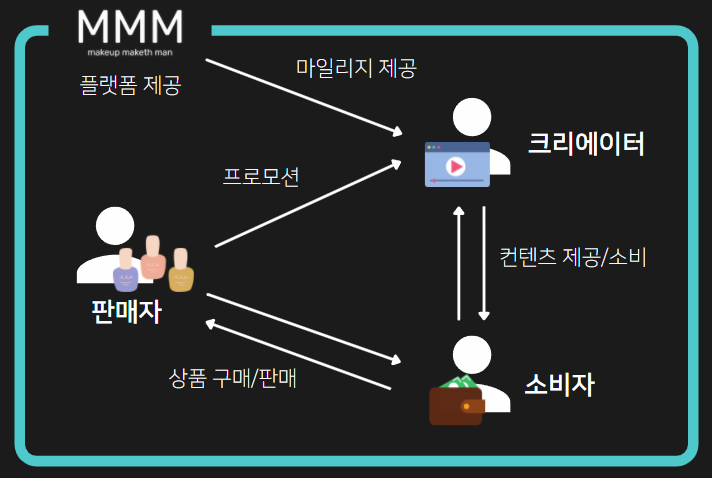 MMM
makeup maketh man
플랫폼 제공
마일리지 제공
크리에이터
프로모션
컨텐츠 제공/소비
판매자
상품 구매/판매
소비자